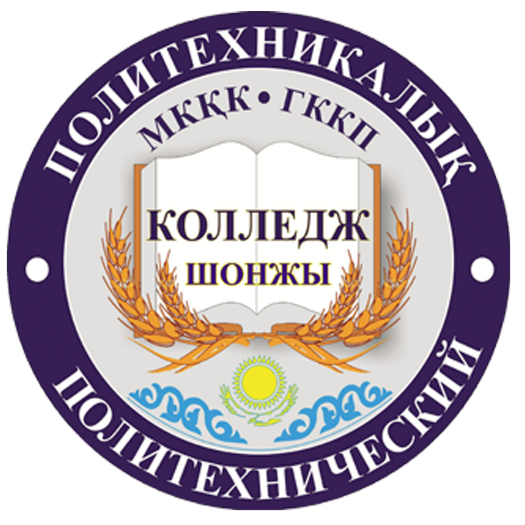 ПОЛИТЕХНИКАЛЫҚ
МКҚК • ГККП
КОЛЛЕДЖ
ШОНЖЫ
ПОЛИТЕХНИЧЕСКИЙ